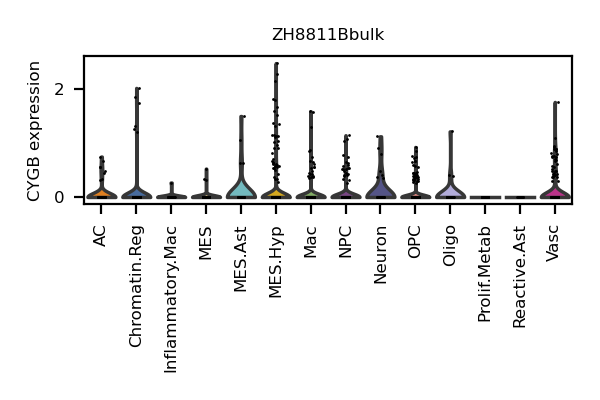 ZH8811Bbulk
CYGB expression
2
0
AC
Chromatin.Reg
Inflammatory.Mac
MES
MES.Ast
MES.Hyp
Mac
NPC
Neuron
OPC
Oligo
Prolif.Metab
Reactive.Ast
Vasc